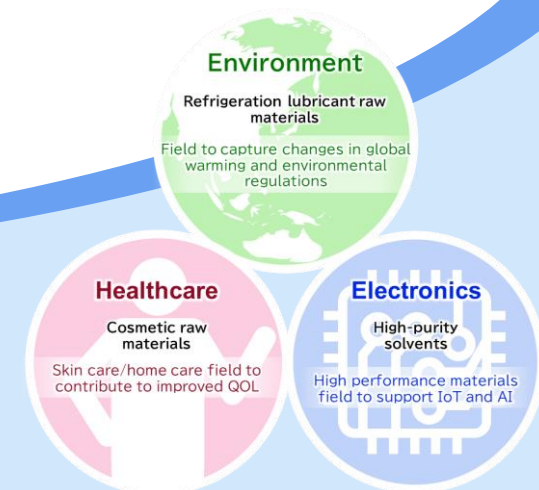 Environment
Refrigeration lubricant raw
materials
Field to capture changes in global
warming and environmental
regulations
Healthcare
Cosmetic raw
materials
Skin care/home care field to
contribute to improved QOL
Electronics
High-purity
solvents
High performance materials
field to support IoT and AI